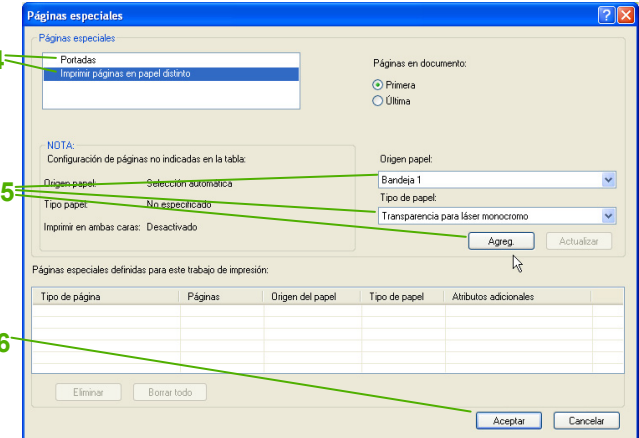 Páginas especiales
Páginas especiales
4
Portadas
Imprimir páginas en papel distinto
Páginas en documento:
Primera
Última
NOTA:
Configuración de páginas no indicadas en la tabla:
Origen papel: Selección automática
Tipo papel: No especificado
Imprimir en ambas caras: Desactivado
5
Origen papel:
Bandeja 1
Tipo de papel:
Transparencia para láser monocromo
Agreg. Actualizar
Páginas especiales definidas para este trabajo de impresión:
Tipo de página Páginas Origen del papel Tipo de papel Atributos adicionales
6
Eliminar Borrar todo
Aceptar Cancelar